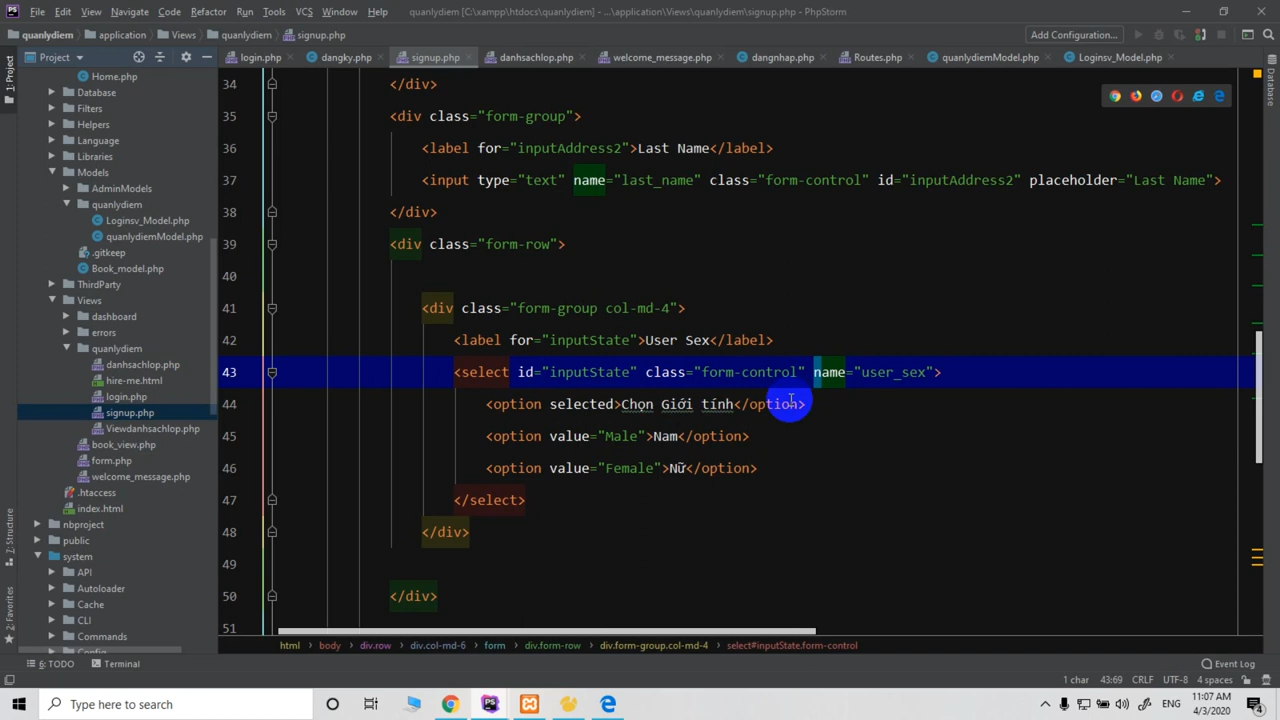 File Edit View Navigate Code Refactor Run Tools VCS Window Help quanlydiem [C:\xampp\htdocs\quanlydiem] - ...\application\Views\quanlydiem\signup.php - PhpStorm
quanlydiem application Views quanlydiem signup.php Add Configuration...
Project login.php dangky.php signup.php danhsachlop.php welcome_message.php dangnhap.php Routes.php quanlydiemModel.php Loginsv_Model.php
1: Project
Database
Home.php
Database
Filters
Helpers
Language
Libraries
Models
AdminModels
quanlydiem
Loginsv_Model.php
quanlydiemModel.php
.gitkeep
Book_model.php
ThirdParty
Views
dashboard
errors
quanlydiem
danhsachlop.php
hire-me.html
login.php
signup.php
Viewdanhsachlop.php
book_view.php
form.php
welcome_message.php
.htaccess
index.html
nbproject
public
system
API
Autoloader
Cache
CLI
Commands
Config
7: Structure
2: Favorites
34 </div>
35 <div class="form-group">
36 <label for="inputAddress2">Last Name</label>
37 <input type="text" name="last_name" class="form-control" id="inputAddress2" placeholder="Last Name">
38 </div>
39 <div class="form-row">
40
41 <div class="form-group col-md-4">
42 <label for="inputState">User Sex</label>
43 <select id="inputState" class="form-control" name="user_sex">
44 <option selected>Chọn Giới tính</option>
45 <option value="Male">Nam</option>
46 <option value="Female">Nữ</option>
47 </select>
48 </div>
49
50 </div>
51
html body div.row div.col-md-6 form div.form-row div.form-group.col-md-4 select#inputState.form-control
6: TODO Terminal Event Log
1 char 43:69 CRLF UTF-8 4 spaces
Type here to search
ENG
11:07 AM
4/3/2020
4